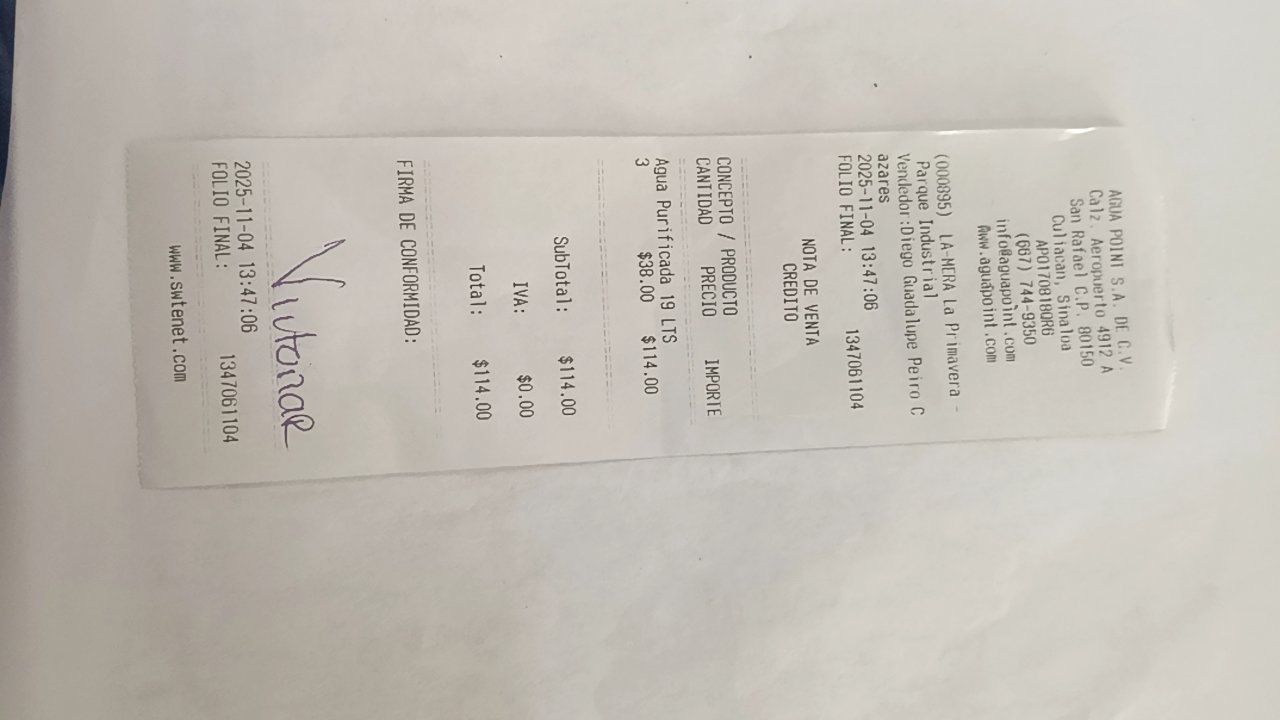 AGUA POINT S.A. DE C.V.
Calz. Aeropuerto 4912 A
San Rafael C.P. 80150
Culiacan, Sinaloa
APO170818QR6
(667) 744-9350
info@aguapoint.com
www.aguapoint.com
(000895) LA-MERA La Primavera -
Parque Industrial
Vendedor:Diego Guadalupe Peiro C
azares
2025-11-04 13:47:06
FOLIO FINAL: 1347061104
NOTA DE VENTA
CREDITO
CONCEPTO / PRODUCTO
CANTIDAD PRECIO IMPORTE
Agua Purificada 19 LTS
3 $38.00 $114.00
SubTotal: $114.00
IVA: $0.00
Total: $114.00
FIRMA DE CONFORMIDAD:
2025-11-04 13:47:06
FOLIO FINAL: 1347061104
www.swtenet.com